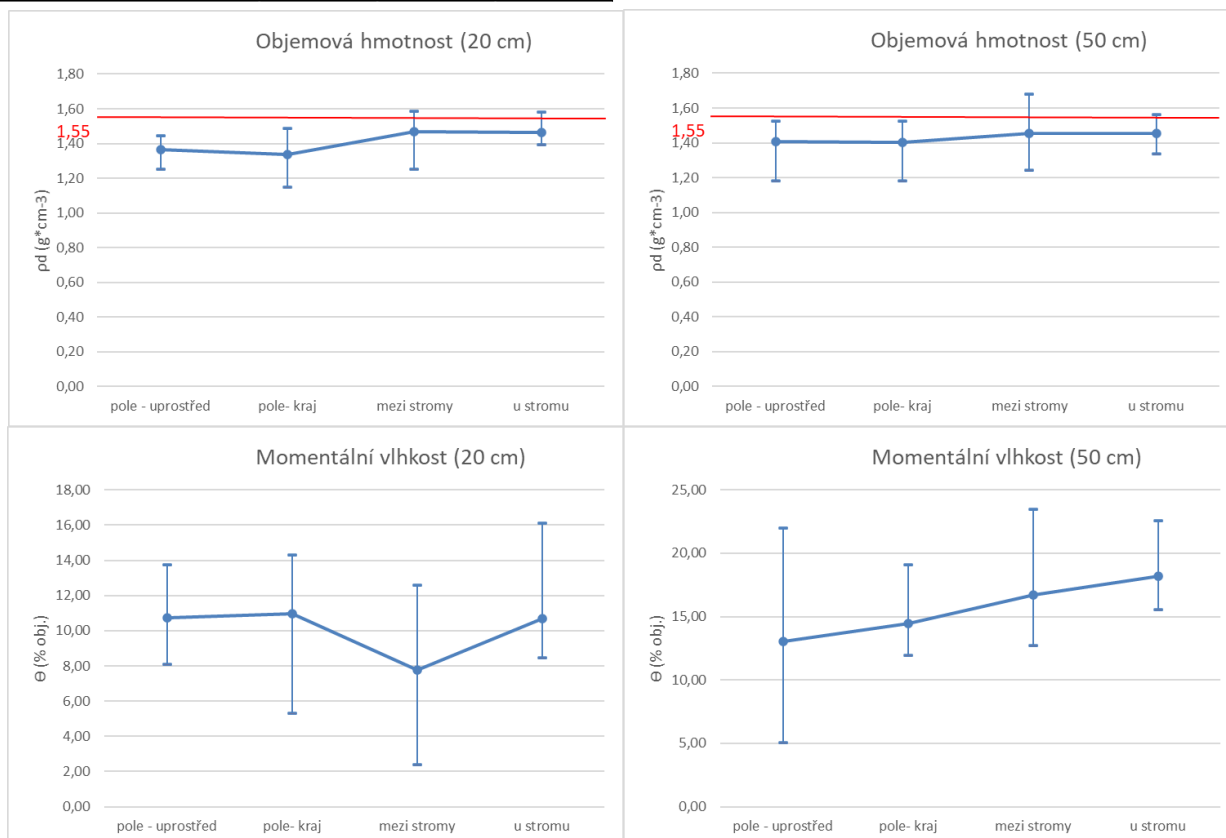 Objemová hmotnost (20 cm)
1,80
1,60
1,55
1,40
1,20
1,00
0,80
0,60
0,40
0,20
0,00
ρd (g*cm-3)
pole - uprostřed
pole- kraj
mezi stromy
u stromu
Objemová hmotnost (50 cm)
1,80
1,60
1,55
1,40
1,20
1,00
0,80
0,60
0,40
0,20
0,00
ρd (g*cm-3)
pole - uprostřed
pole- kraj
mezi stromy
u stromu
Momentální vlhkost (20 cm)
18,00
16,00
14,00
12,00
10,00
8,00
6,00
4,00
2,00
0,00
Θ (% obj.)
pole - uprostřed
pole- kraj
mezi stromy
u stromu
Momentální vlhkost (50 cm)
25,00
20,00
15,00
10,00
5,00
0,00
Θ (% obj.)
pole - uprostřed
pole- kraj
mezi stromy
u stromu